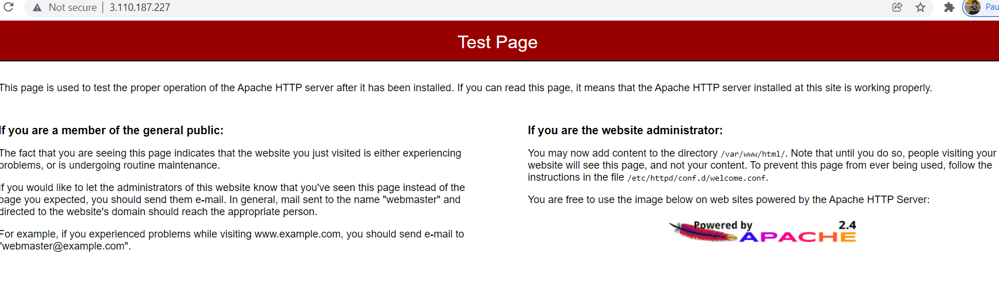 Not secure | 3.110.187.227
Pau
Test Page
This page is used to test the proper operation of the Apache HTTP server after it has been installed. If you can read this page, it means that the Apache HTTP server installed at this site is working properly.
If you are a member of the general public:
The fact that you are seeing this page indicates that the website you just visited is either experiencing
problems, or is undergoing routine maintenance.
If you would like to let the administrators of this website know that you've seen this page instead of the
page you expected, you should send them e-mail. In general, mail sent to the name "webmaster" and
directed to the website's domain should reach the appropriate person.
For example, if you experienced problems while visiting www.example.com, you should send e-mail to
"webmaster@example.com".
If you are the website administrator:
You may now add content to the directory /var/www/html/. Note that until you do so, people visiting your
website will see this page, and not your content. To prevent this page from ever being used, follow the
instructions in the file /etc/httpd/conf.d/welcome.conf.
You are free to use the image below on web sites powered by the Apache HTTP Server:
Powered by 2.4
APACHE